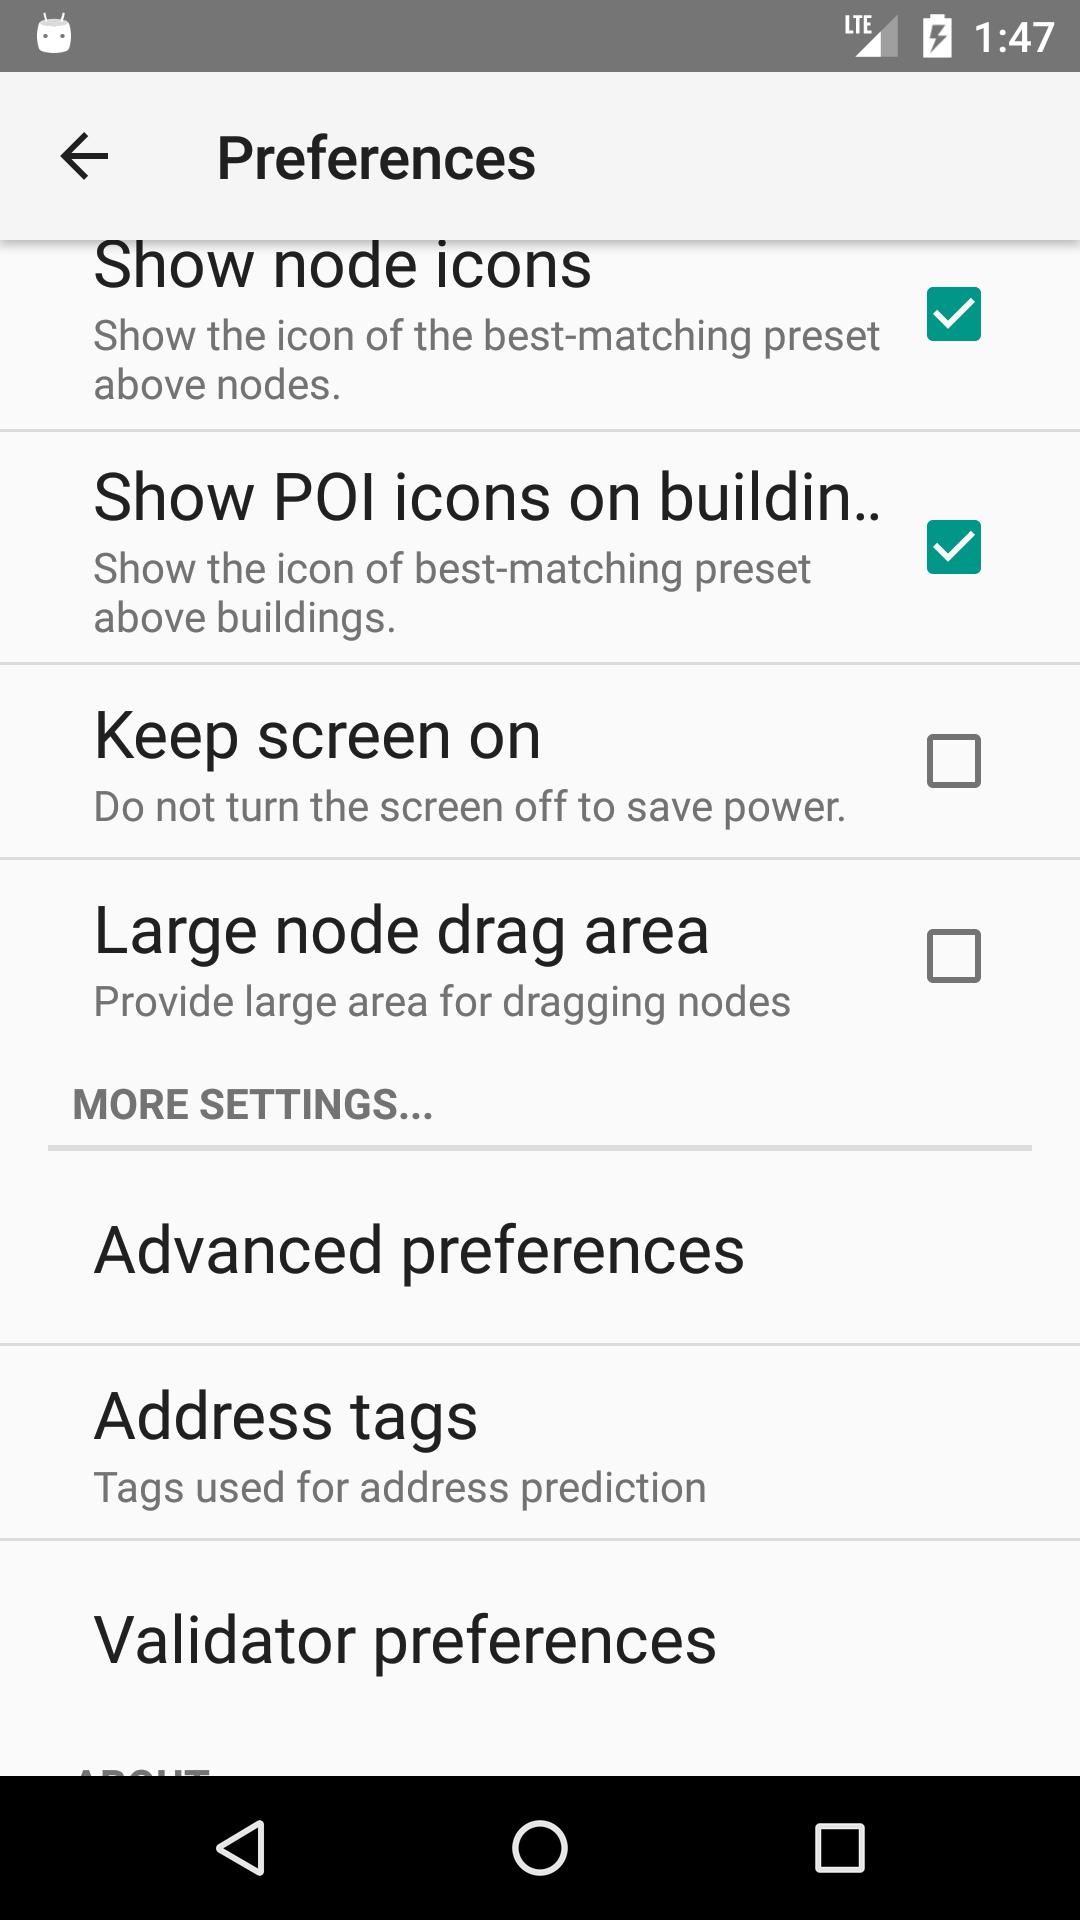 LTE 1:47
Preferences
Show node icons
Show the icon of the best-matching preset
above nodes.
Show POI icons on buildin..
Show the icon of best-matching preset
above buildings.
Keep screen on
Do not turn the screen off to save power.
Large node drag area
Provide large area for dragging nodes
MORE SETTINGS...
Advanced preferences
Address tags
Tags used for address prediction
Validator preferences
ABOUT